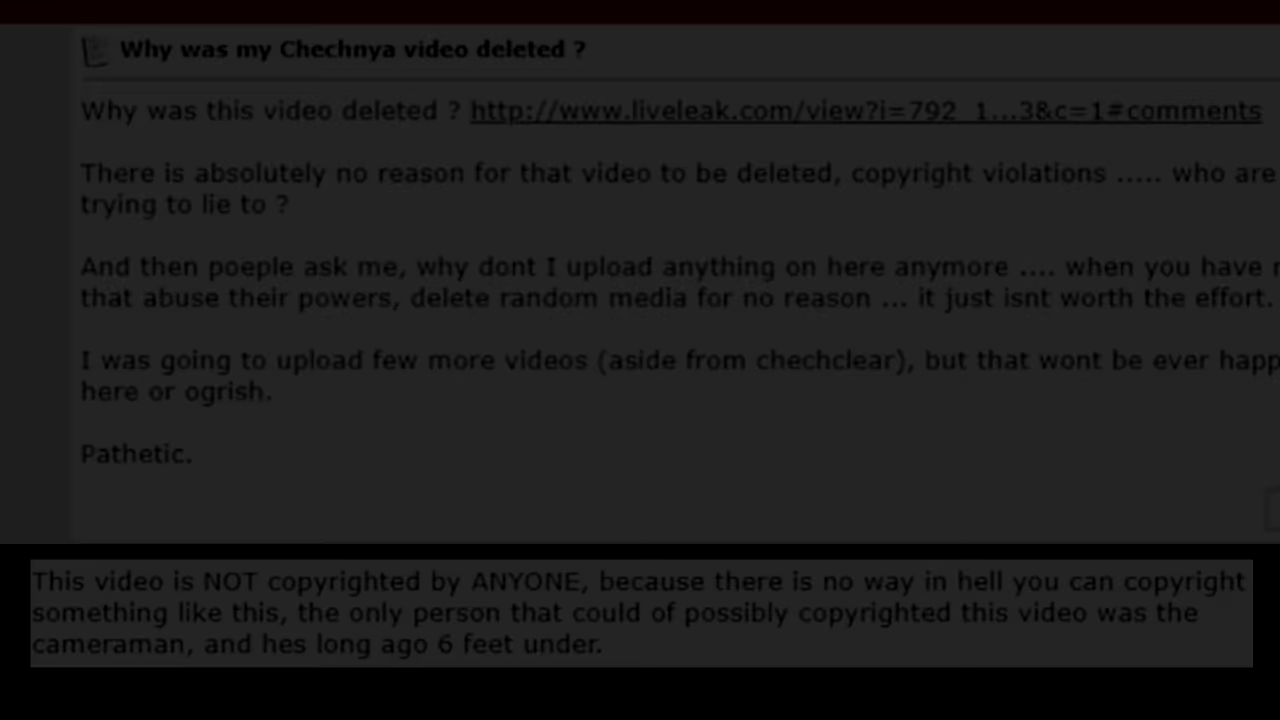 Why was my Chechnya video deleted ?
Why was this video deleted ? http://www.liveleak.com/view?i=792_1...3&c=1#comments
There is absolutely no reason for that video to be deleted, copyright violations ..... who are
trying to lie to ?
And then poeple ask me, why dont I upload anything on here anymore .... when you have
that abuse their powers, delete random media for no reason ... it just isnt worth the effort.
I was going to upload few more videos (aside from chechclear), but that wont be ever happ
here or ogrish.
Pathetic.
This video is NOT copyrighted by ANYONE, because there is no way in hell you can copyright
something like this, the only person that could of possibly copyrighted this video was the
cameraman, and hes long ago 6 feet under.